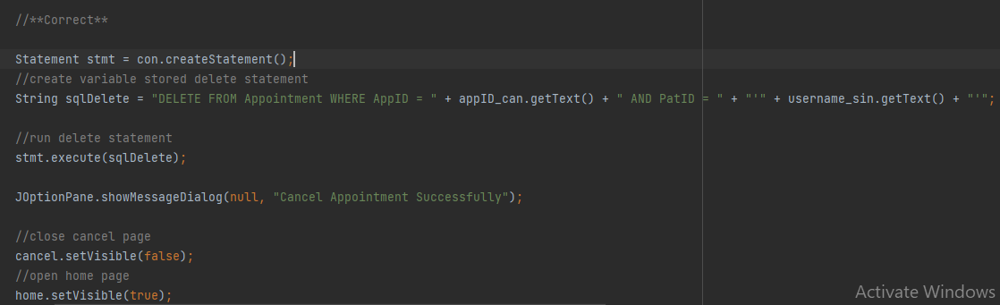 //**Correct**
Statement stmt = con.createStatement();
//create variable stored delete statement
String sqlDelete = "DELETE FROM Appointment WHERE AppID = " + appID_can.getText() + " AND PatID = " + "'" + username_sin.getText() + "'";
//run delete statement
stmt.execute(sqlDelete);
JOptionPane.showMessageDialog(null, "Cancel Appointment Successfully");
//close cancel page
cancel.setVisible(false);
//open home page
home.setVisible(true);
Activate Windows